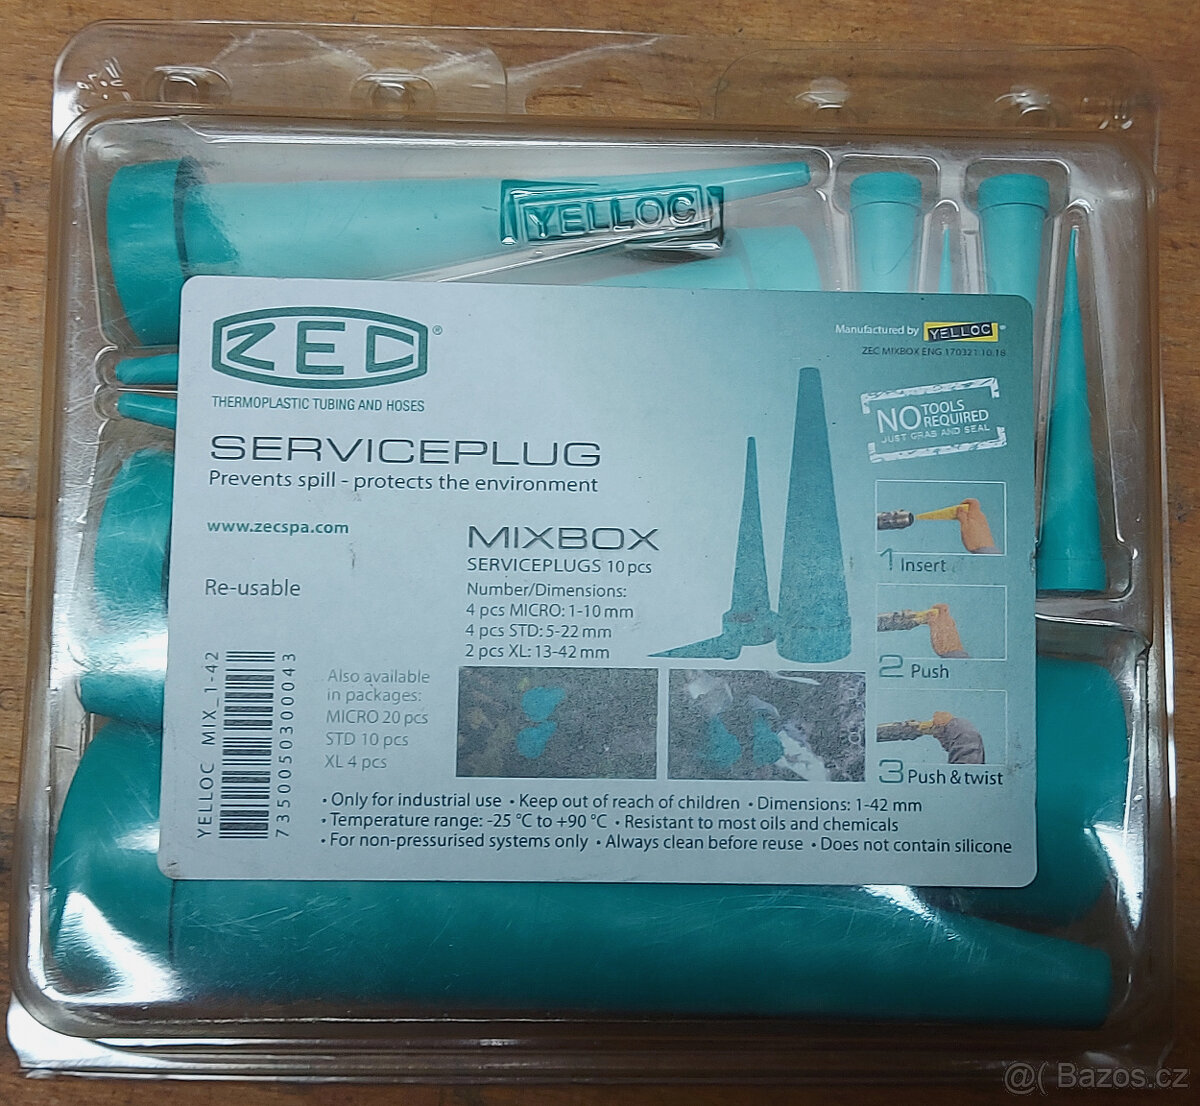 YELLOC
ZEC®
THERMOPLASTIC TUBING AND HOSES
Manufactured by YELLOC®
ZEC MIXBOX ENG 170321.10.18
NO TOOLS REQUIRED
JUST GRAB AND SEAL
SERVICEPLUG
Prevents spill - protects the environment
www.zecspa.com
Re-usable
MIXBOX
SERVICEPLUGS 10 pcs
Number/Dimensions:
4 pcs MICRO: 1-10 mm
4 pcs STD: 5-22 mm
2 pcs XL: 13-42 mm
1 Insert
2 Push
3 Push & twist
YELLOC MIX_1-42
7350050300043
Also available
in packages:
MICRO 20 pcs
STD 10 pcs
XL 4 pcs
• Only for industrial use • Keep out of reach of children • Dimensions: 1-42 mm
• Temperature range: -25 °C to +90 °C • Resistant to most oils and chemicals
• For non-pressurised systems only • Always clean before reuse • Does not contain silicone
@( Bazos.cz